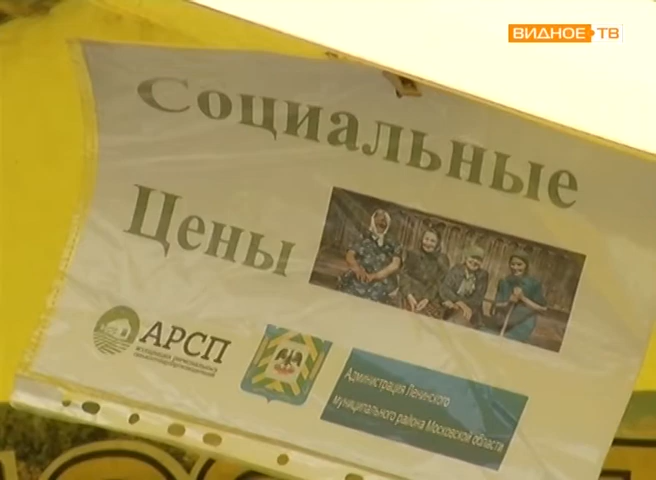 ВИДНОЕ ТВ
Социальные
Цены
АРСП
Администрация Ленинского
муниципального района Московской области